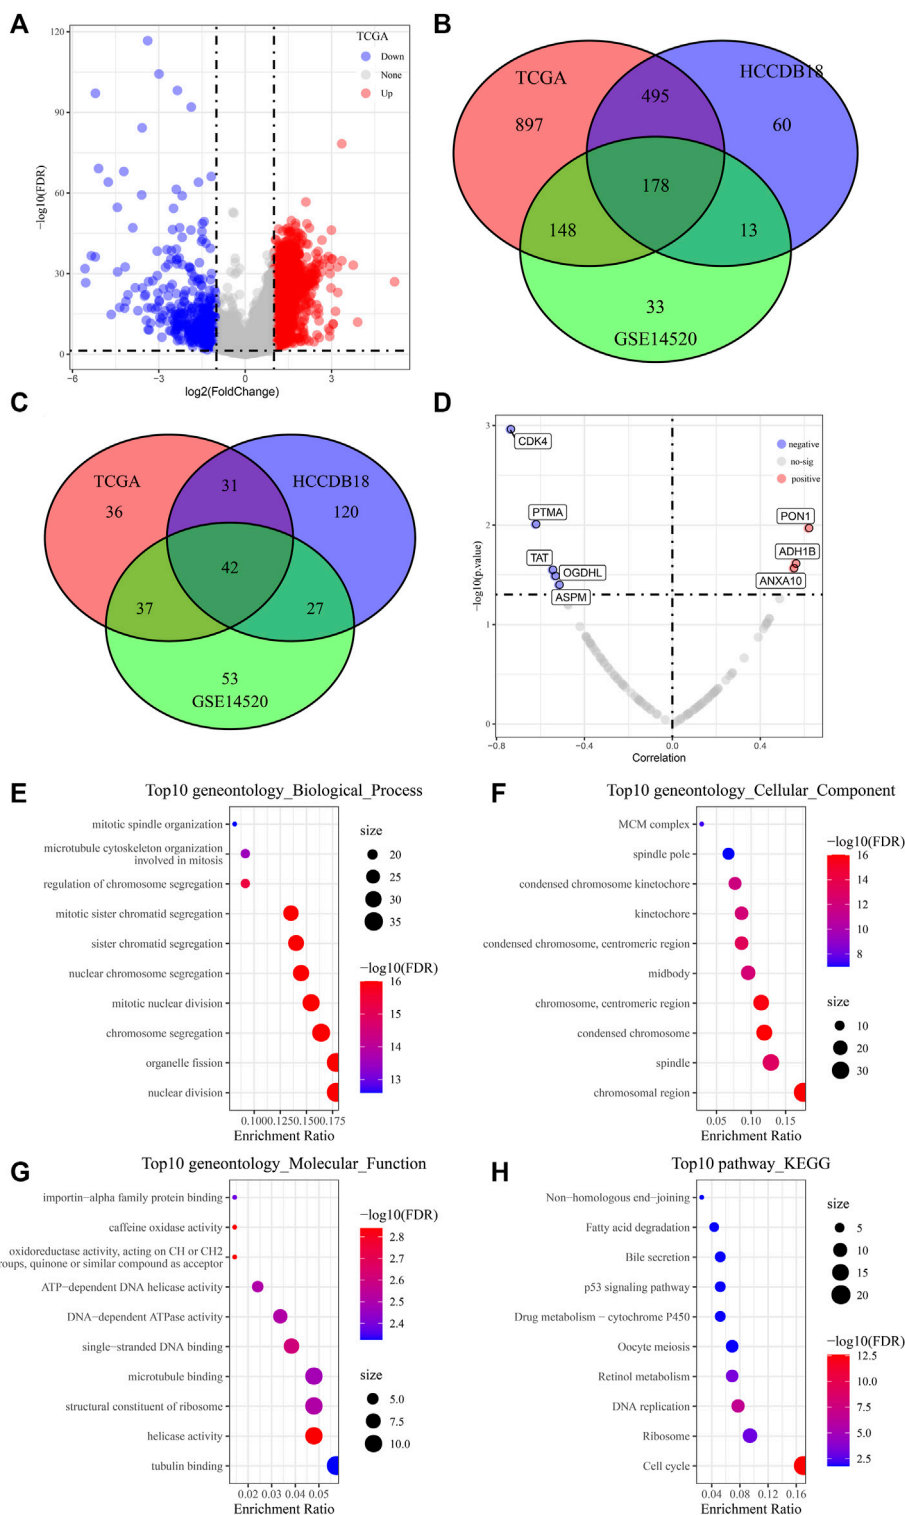 A
TCGA
Down
None
Up
120
90
60
30
0
−log10(FDR)
−6
−3
0
3
log2(FoldChange)
B
TCGA
HCCDB18
897
495
60
178
148
13
33
GSE14520
C
TCGA
HCCDB18
36
31
120
42
37
27
53
GSE14520
D
3
2
1
0
−log10(p.value)
CDK4
PTMA
TAT
OGDHL
ASPM
negative
no-sig
positive
PON1
ADH1B
ANXA10
−0.8
−0.4
0.0
0.4
Correlation
E
Top10 geneontology_Biological_Process
mitotic spindle organization
microtubule cytoskeleton organization
involved in mitosis
regulation of chromosome segregation
mitotic sister chromatid segregation
sister chromatid segregation
nuclear chromosome segregation
mitotic nuclear division
chromosome segregation
organelle fission
nuclear division
0.100 0.125 0.150 0.175
Enrichment Ratio
size
20
25
30
35
−log10(FDR)
16
15
14
13
F
Top10 geneontology_Cellular_Component
MCM complex
spindle pole
condensed chromosome kinetochore
kinetochore
condensed chromosome, centromeric region
midbody
chromosome, centromeric region
condensed chromosome
spindle
chromosomal region
0.05 0.10 0.15
Enrichment Ratio
−log10(FDR)
16
14
12
10
8
size
10
20
30
G
Top10 geneontology_Molecular_Function
importin−alpha family protein binding
caffeine oxidase activity
oxidoreductase activity, acting on CH or CH2
roups, quinone or similar compound as acceptor
ATP−dependent DNA helicase activity
DNA−dependent ATPase activity
single−stranded DNA binding
microtubule binding
structural constituent of ribosome
helicase activity
tubulin binding
0.02 0.03 0.04 0.05
Enrichment Ratio
−log10(FDR)
2.8
2.7
2.6
2.5
2.4
size
5.0
7.5
10.0
H
Top10 pathway_KEGG
Non−homologous end−joining
Fatty acid degradation
Bile secretion
p53 signaling pathway
Drug metabolism − cytochrome P450
Oocyte meiosis
Retinol metabolism
DNA replication
Ribosome
Cell cycle
0.04 0.08 0.12 0.16
Enrichment Ratio
size
5
10
15
20
−log10(FDR)
12.5
10.0
7.5
5.0
2.5